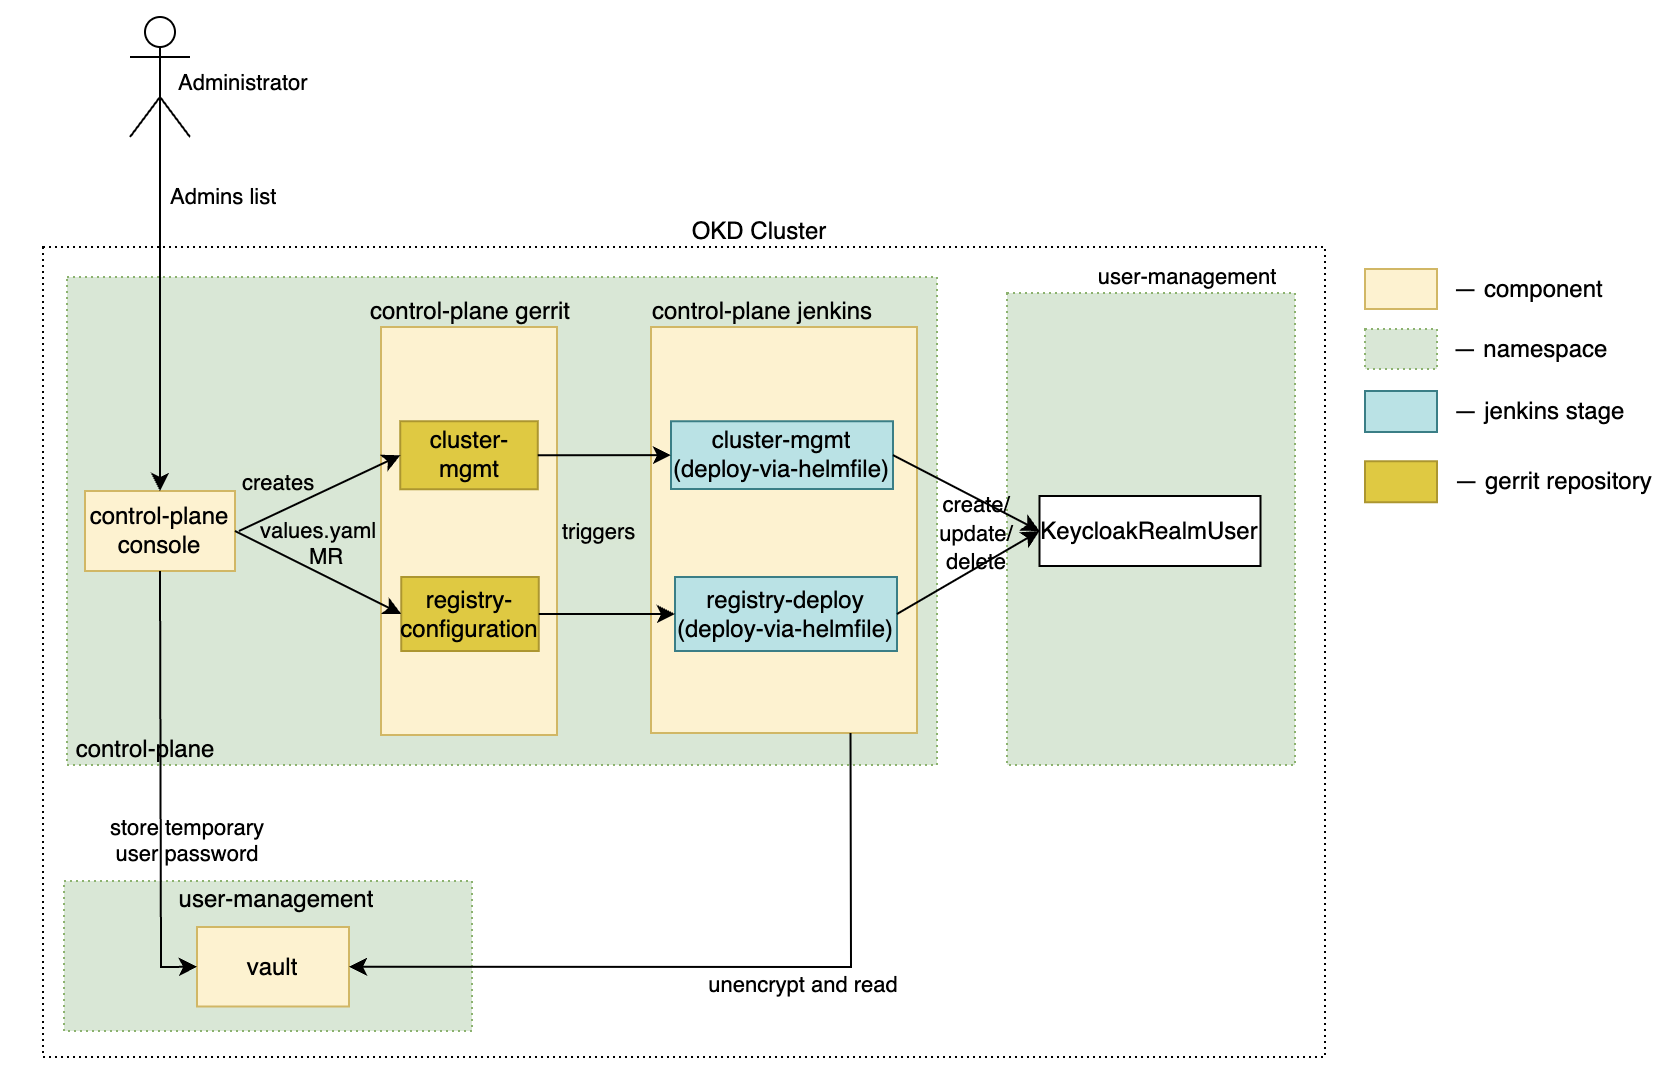 Administrator
Admins list
OKD Cluster
user-management
control-plane gerrit
control-plane jenkins
cluster-
mgmt
cluster-mgmt
(deploy-via-helmfile)
creates
values.yaml
MR
control-plane
console
triggers
create/
update/
delete
KeycloakRealmUser
registry-
configuration
registry-deploy
(deploy-via-helmfile)
control-plane
store temporary
user password
user-management
vault
unencrypt and read
— component
— namespace
— jenkins stage
— gerrit repository